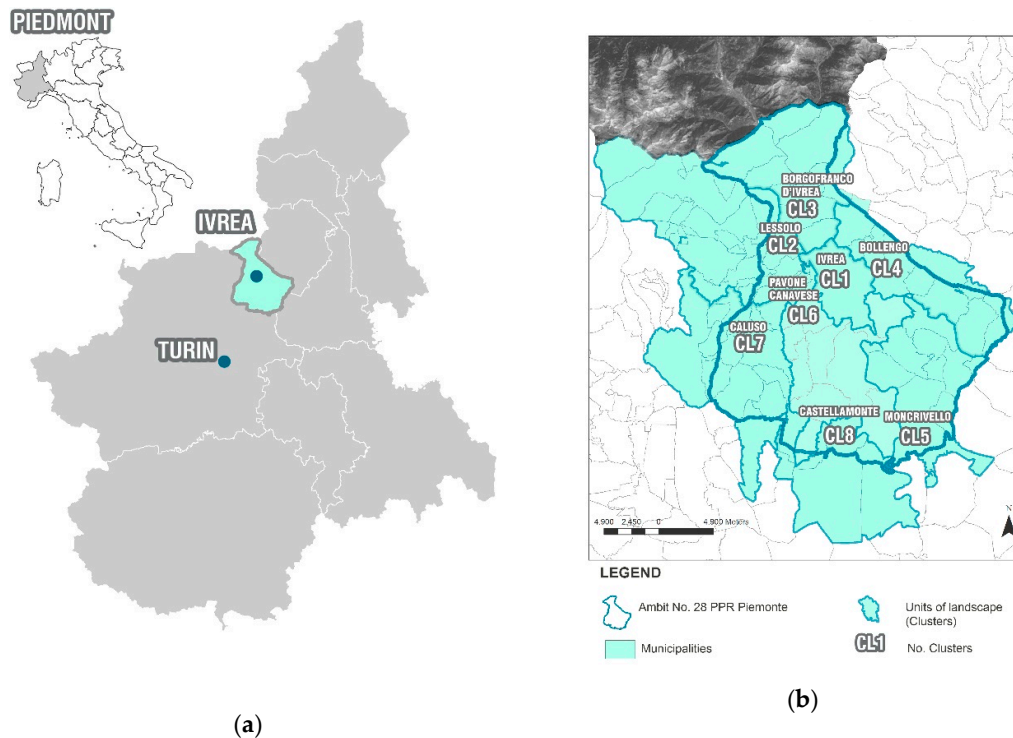 PIEDMONT
IVREA
TURIN
(a)
BORGOFRANCO
D'IVREA
CL3
LESSOLO
CL2
IVREA
CL1
BOLLENGO
CL4
PAVONE
CANAVESE
CL6
CALUSO
CL7
CASTELLAMONTE
CL8
MONCRIVELLO
CL5
4.900 2.450 0 4.900 Meters
N
LEGEND
Ambit No. 28 PPR Piemonte
Units of landscape
(Clusters)
Municipalities
CL1 No. Clusters
(b)